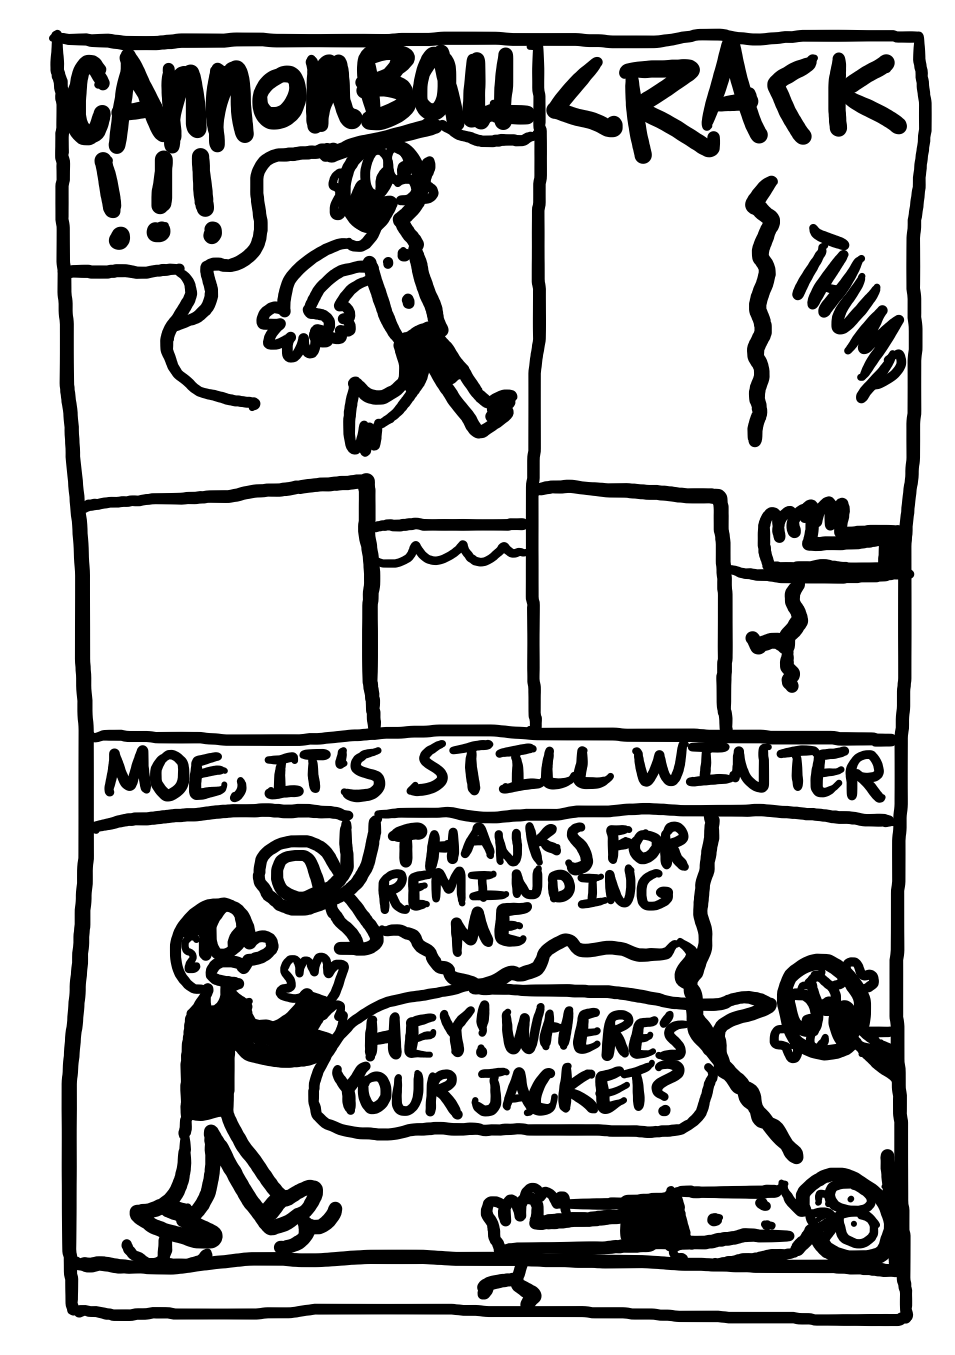 CANNONBALL
!!!
CRACK
THUMP
MOE, IT'S STILL WINTER
THANKS FOR
REMINDING
ME
HEY! WHERE'S
YOUR JACKET?